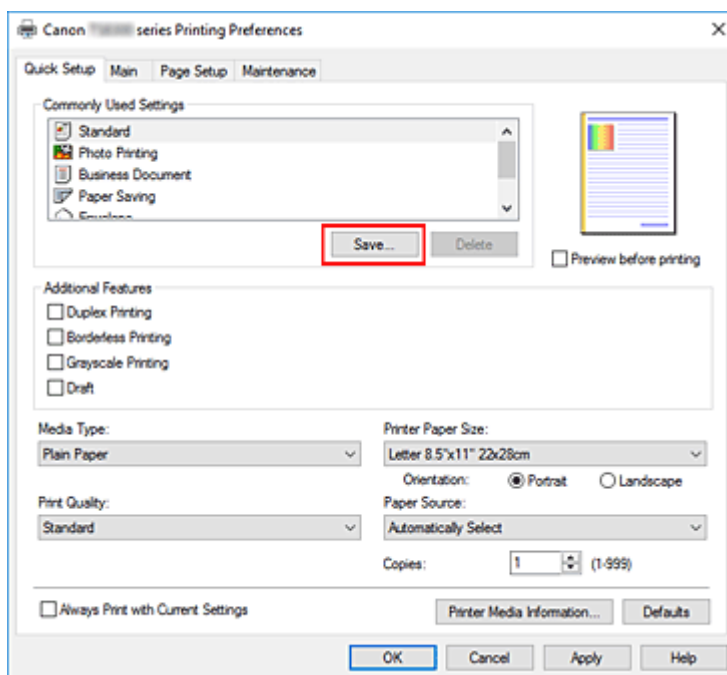 Canon series Printing Preferences
Quick Setup Main Page Setup Maintenance
Commonly Used Settings
Standard
Photo Printing
Business Document
Paper Saving
Envelope
Save... Delete
Preview before printing
Additional Features
Duplex Printing
Borderless Printing
Grayscale Printing
Draft
Media Type: Printer Paper Size:
Plain Paper Letter 8.5"x11" 22x28cm
Orientation: Portrait Landscape
Print Quality: Paper Source:
Standard Automatically Select
Copies: 1 (1-999)
Always Print with Current Settings Printer Media Information... Defaults
OK Cancel Apply Help